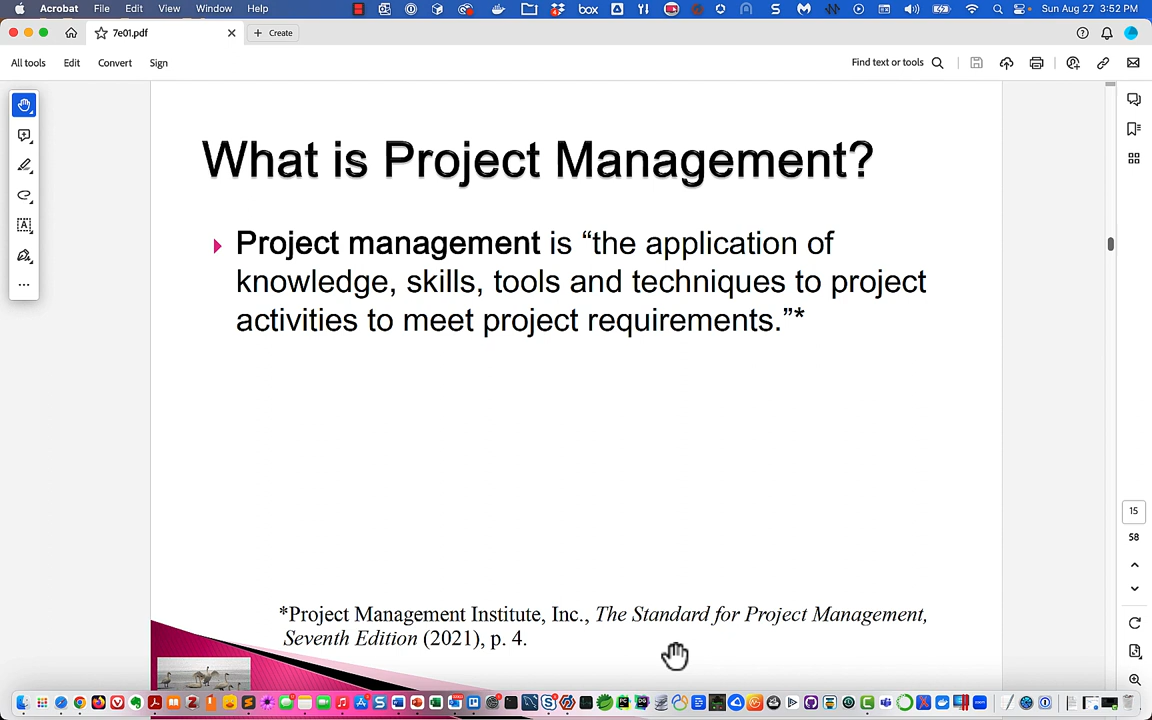 Acrobat File Edit View Window Help box Sun Aug 27 3:52 PM
7e01.pdf Create
All tools Edit Convert Sign Find text or tools
What is Project Management?
Project management is “the application of
knowledge, skills, tools and techniques to project
activities to meet project requirements.”*
15
58
*Project Management Institute, Inc., The Standard for Project Management,
Seventh Edition (2021), p. 4.